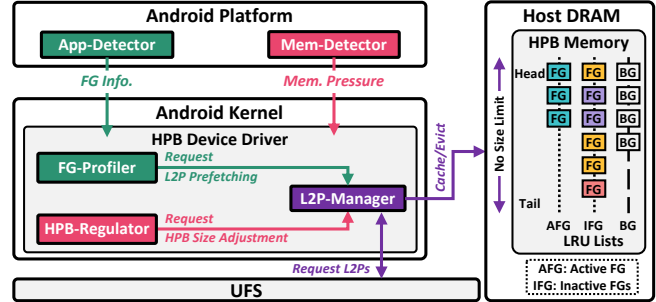 Android Platform
App-Detector
Mem-Detector
FG Info.
Mem. Pressure
Android Kernel
HPB Device Driver
FG-Profiler
Request
L2P Prefetching
L2P-Manager
HPB-Regulator
Request
HPB Size Adjustment
Cache/Evict
Request L2Ps
UFS
Host DRAM
HPB Memory
No Size Limit
Head
FG FG BG
FG FG BG
FG FG BG
FG BG
FG
FG
Tail
AFG IFG BG
LRU Lists
AFG: Active FG
IFG: Inactive FGs